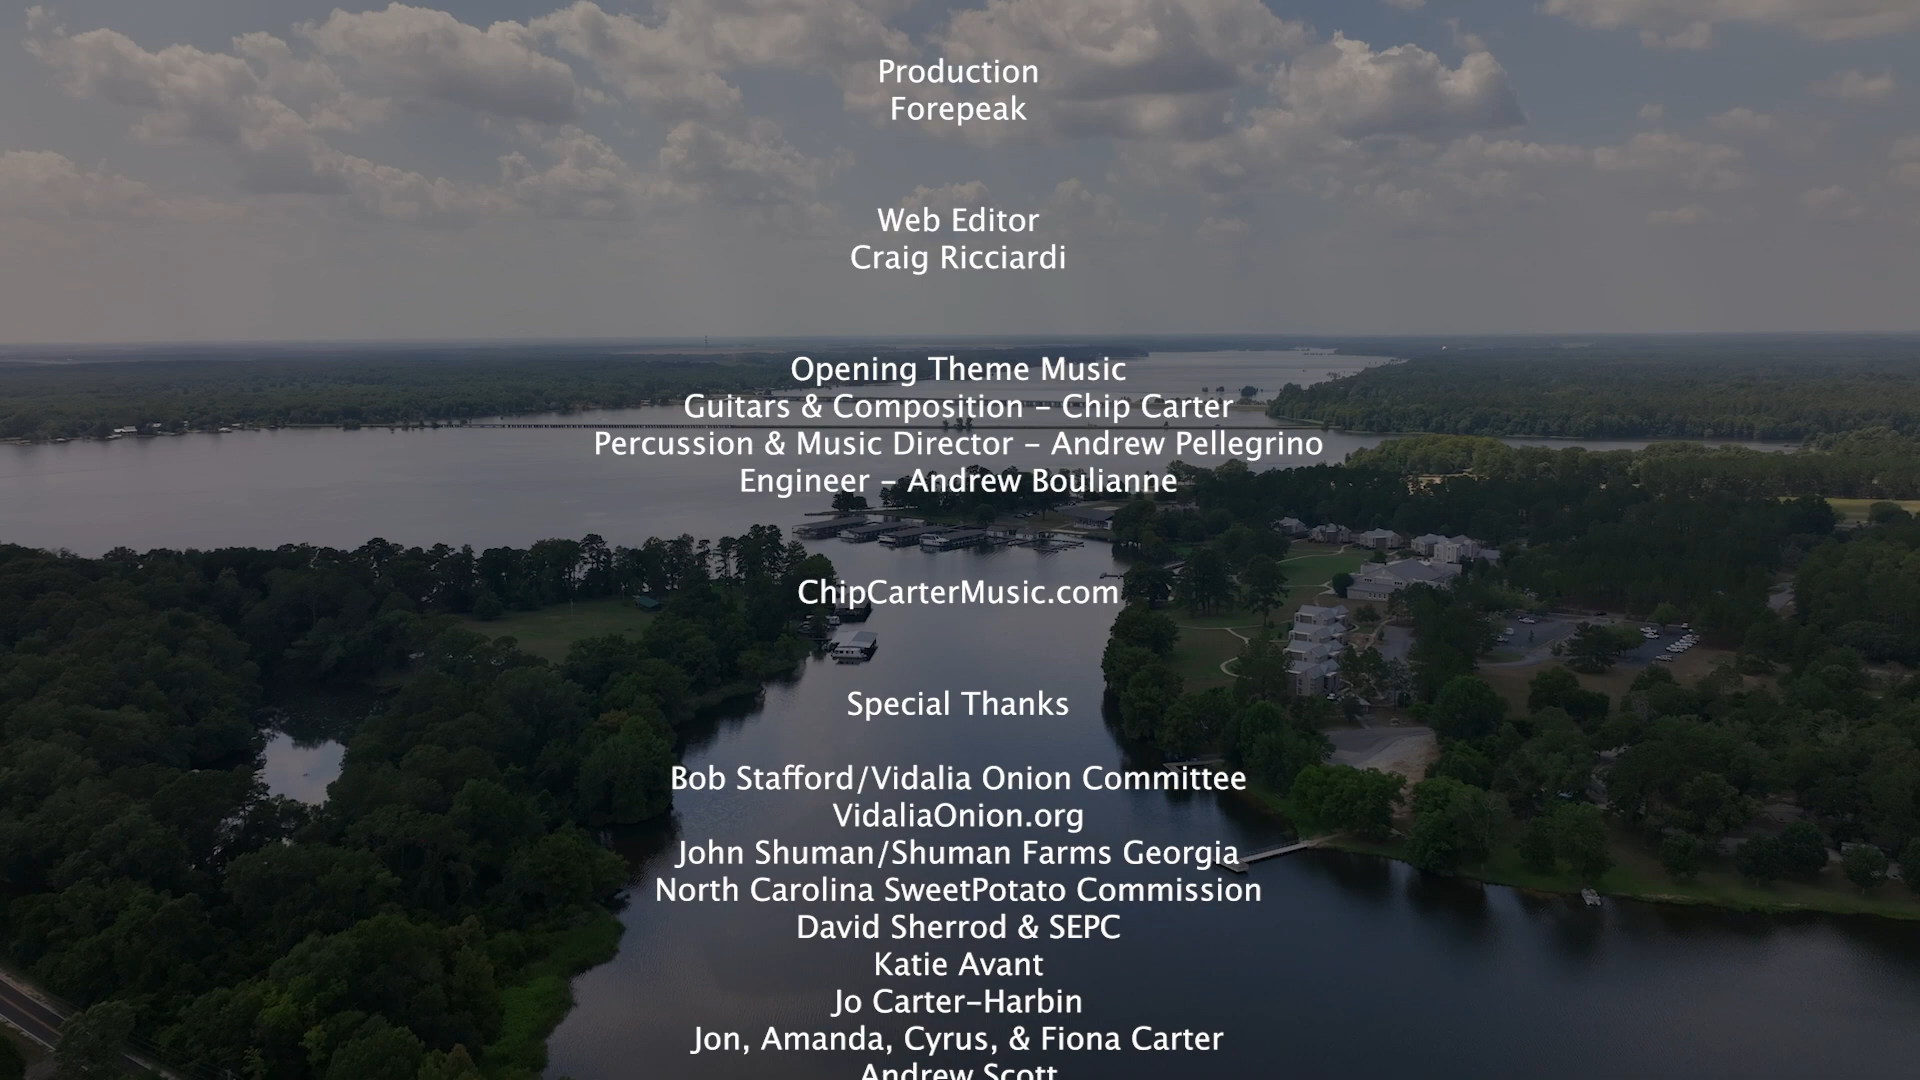 Production
Forepeak
Web Editor
Craig Ricciardi
Opening Theme Music
Guitars & Composition – Chip Carter
Percussion & Music Director – Andrew Pellegrino
Engineer – Andrew Boulianne
ChipCarterMusic.com
Special Thanks
Bob Stafford/Vidalia Onion Committee
VidaliaOnion.org
John Shuman/Shuman Farms Georgia
North Carolina SweetPotato Commission
David Sherrod & SEPC
Katie Avant
Jo Carter–Harbin
Jon, Amanda, Cyrus, & Fiona Carter
Andrew Scott